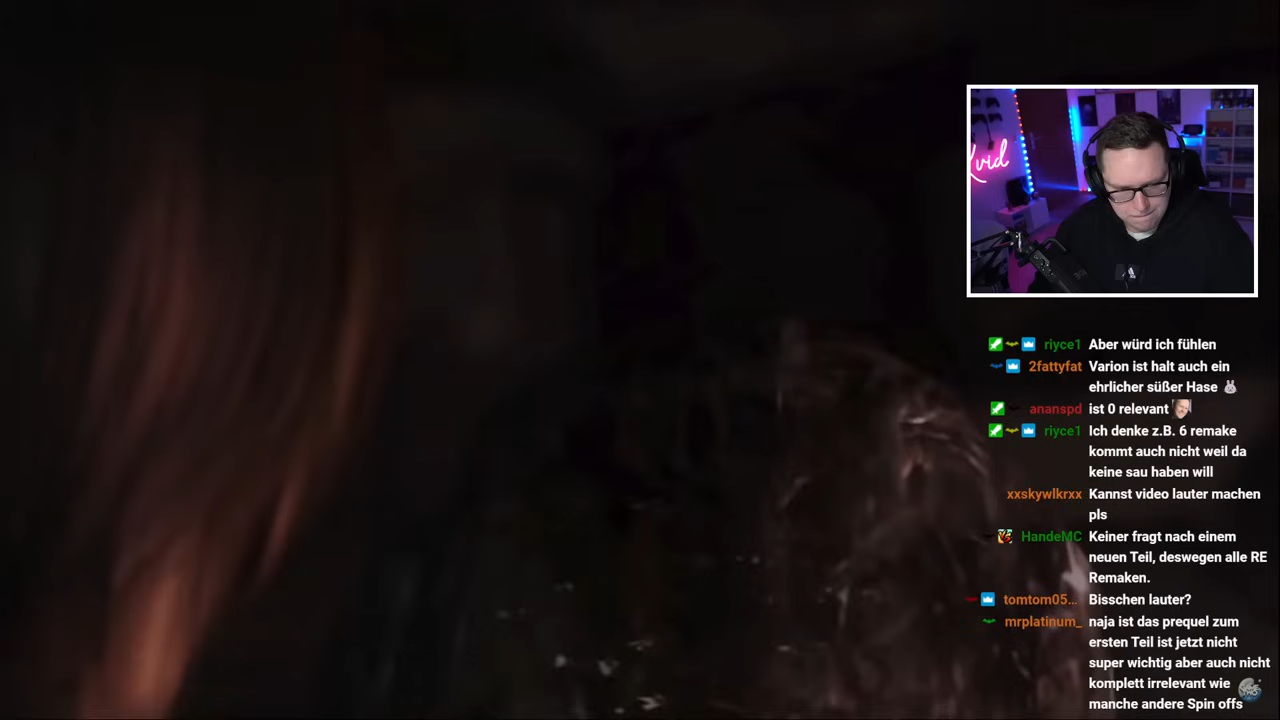 Kvid
riyce1 Aber würd ich fühlen
2fattyfat Varion ist halt auch ein
ehrlicher süßer Hase 🐰
ananspd ist 0 relevant
riyce1 Ich denke z.B. 6 remake
kommt auch nicht weil da
keine sau haben will
xxskywlkrxx Kannst video lauter machen
pls
HandeMC Keiner fragt nach einem
neuen Teil, deswegen alle RE
Remaken.
tomtom05… Bisschen lauter?
mrplatinum_ naja ist das prequel zum
ersten Teil ist jetzt nicht
super wichtig aber auch nicht
komplett irrelevant wie
manche andere Spin offs